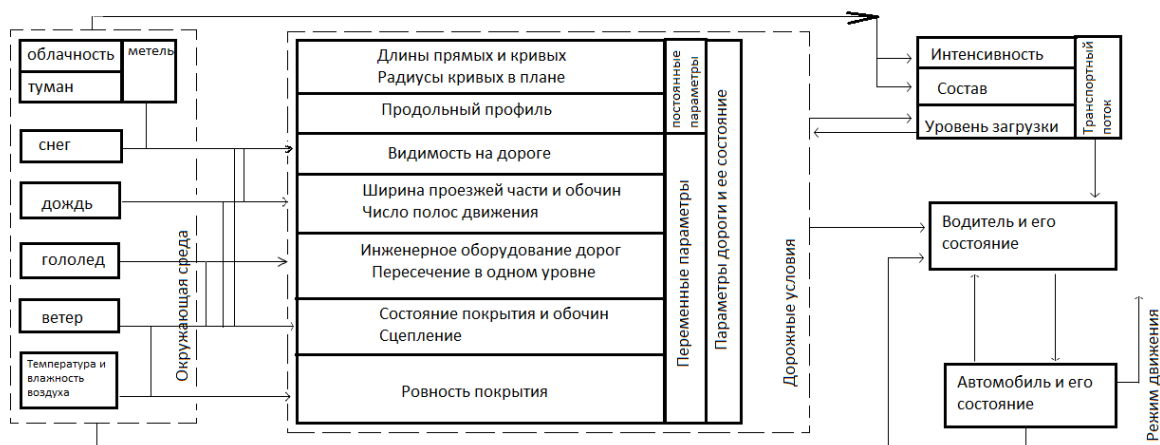 облачность
метель
туман
снег
дождь
гололед
ветер
Температура и
влажность
воздуха
Окружающая среда
Длины прямых и кривых
Радиусы кривых в плане
Продольный профиль
Видимость на дороге
Ширина проезжей части и обочин
Число полос движения
Инженерное оборудование дорог
Пересечение в одном уровне
Состояние покрытия и обочин
Сцепление
Ровность покрытия
постоянные
параметры
Переменные параметры
Параметры дороги и ее состояние
Дорожные условия
Интенсивность
Состав
Уровень загрузки
Транспортный
поток
Водитель и его
состояние
Автомобиль и его
состояние
Режим движения